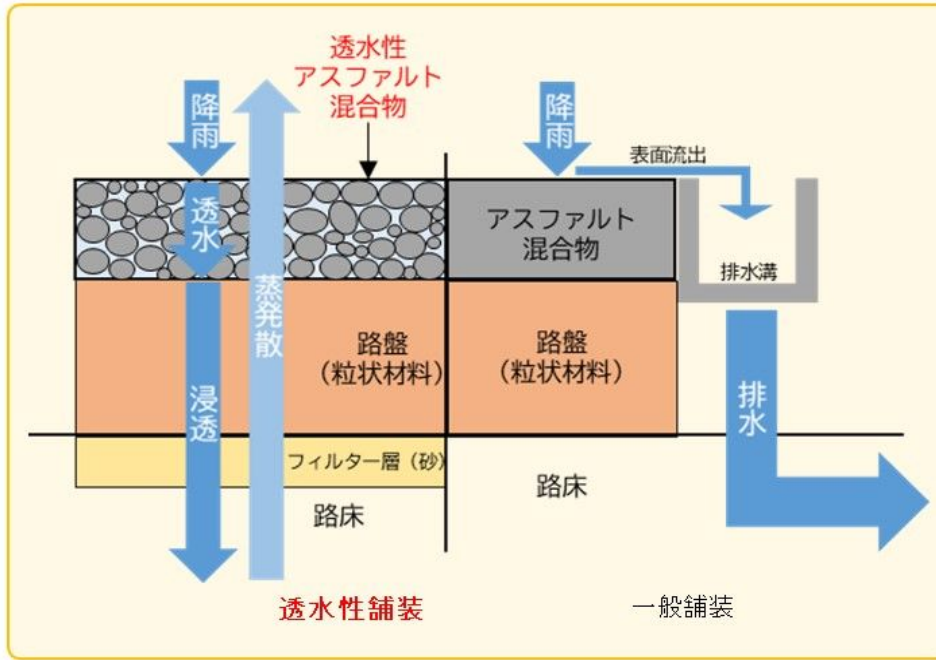 透水性
アスファルト
混合物
降雨
透水
蒸発散
浸透
路盤
(粒状材料)
フィルター層(砂)
路床
透水性舗装
降雨
表面流出
アスファルト
混合物
排水溝
路盤
(粒状材料)
排水
路床
一般舗装